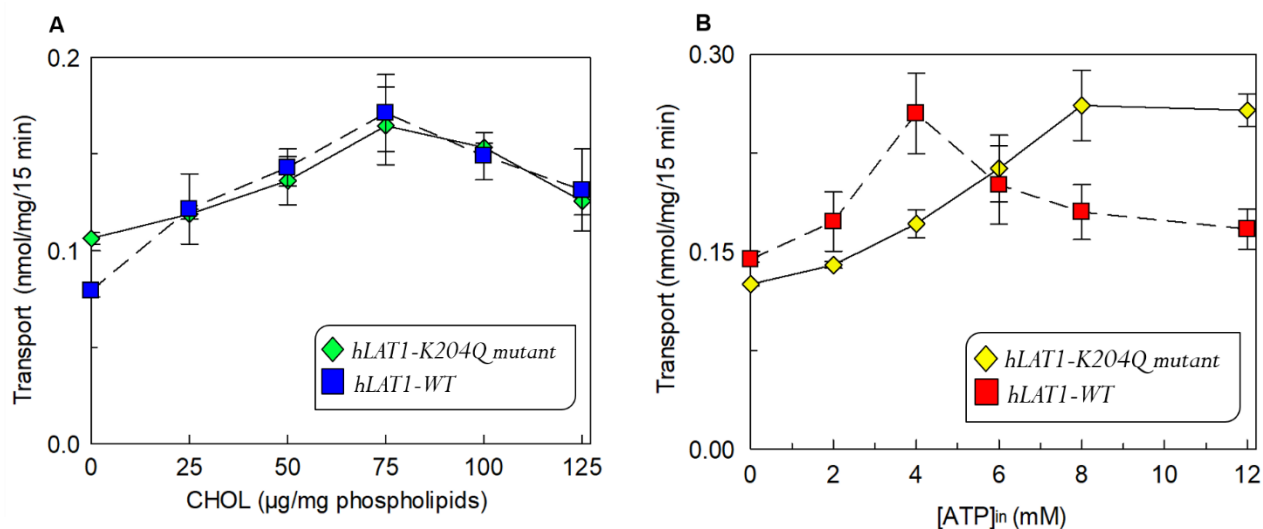 A
Transport (nmol/mg/15 min)
0.2
0.1
0.0
0 25 50 75 100 125
CHOL (µg/mg phospholipids)
hLAT1-K204Q mutant
hLAT1-WT
B
Transport (nmol/mg/15 min)
0.30
0.15
0.00
0 2 4 6 8 10 12
[ATP]in (mM)
hLAT1-K204Q mutant
hLAT1-WT